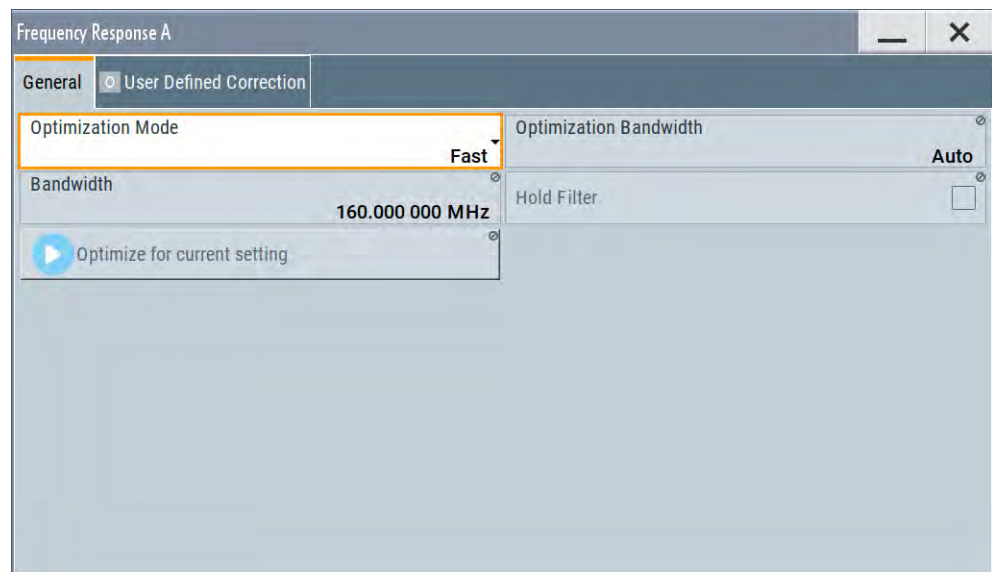 Frequency Response A
General
0 User Defined Correction
Optimization Mode
Fast
Optimization Bandwidth
Auto
Bandwidth
160.000 000 MHz
Hold Filter
Optimize for current setting